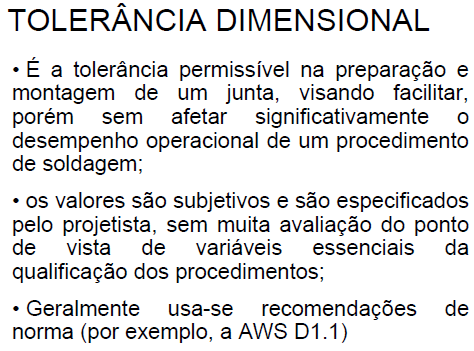 TOLERÂNCIA DIMENSIONAL
• É a tolerância permissível na preparação e
montagem de um junta, visando facilitar,
porém sem afetar significativamente o
desempenho operacional de um procedimento
de soldagem;
• os valores são subjetivos e são especificados
pelo projetista, sem muita avaliação do ponto
de vista de variáveis essenciais da
qualificação dos procedimentos;
• Geralmente usa-se recomendações de
norma (por exemplo, a AWS D1.1)